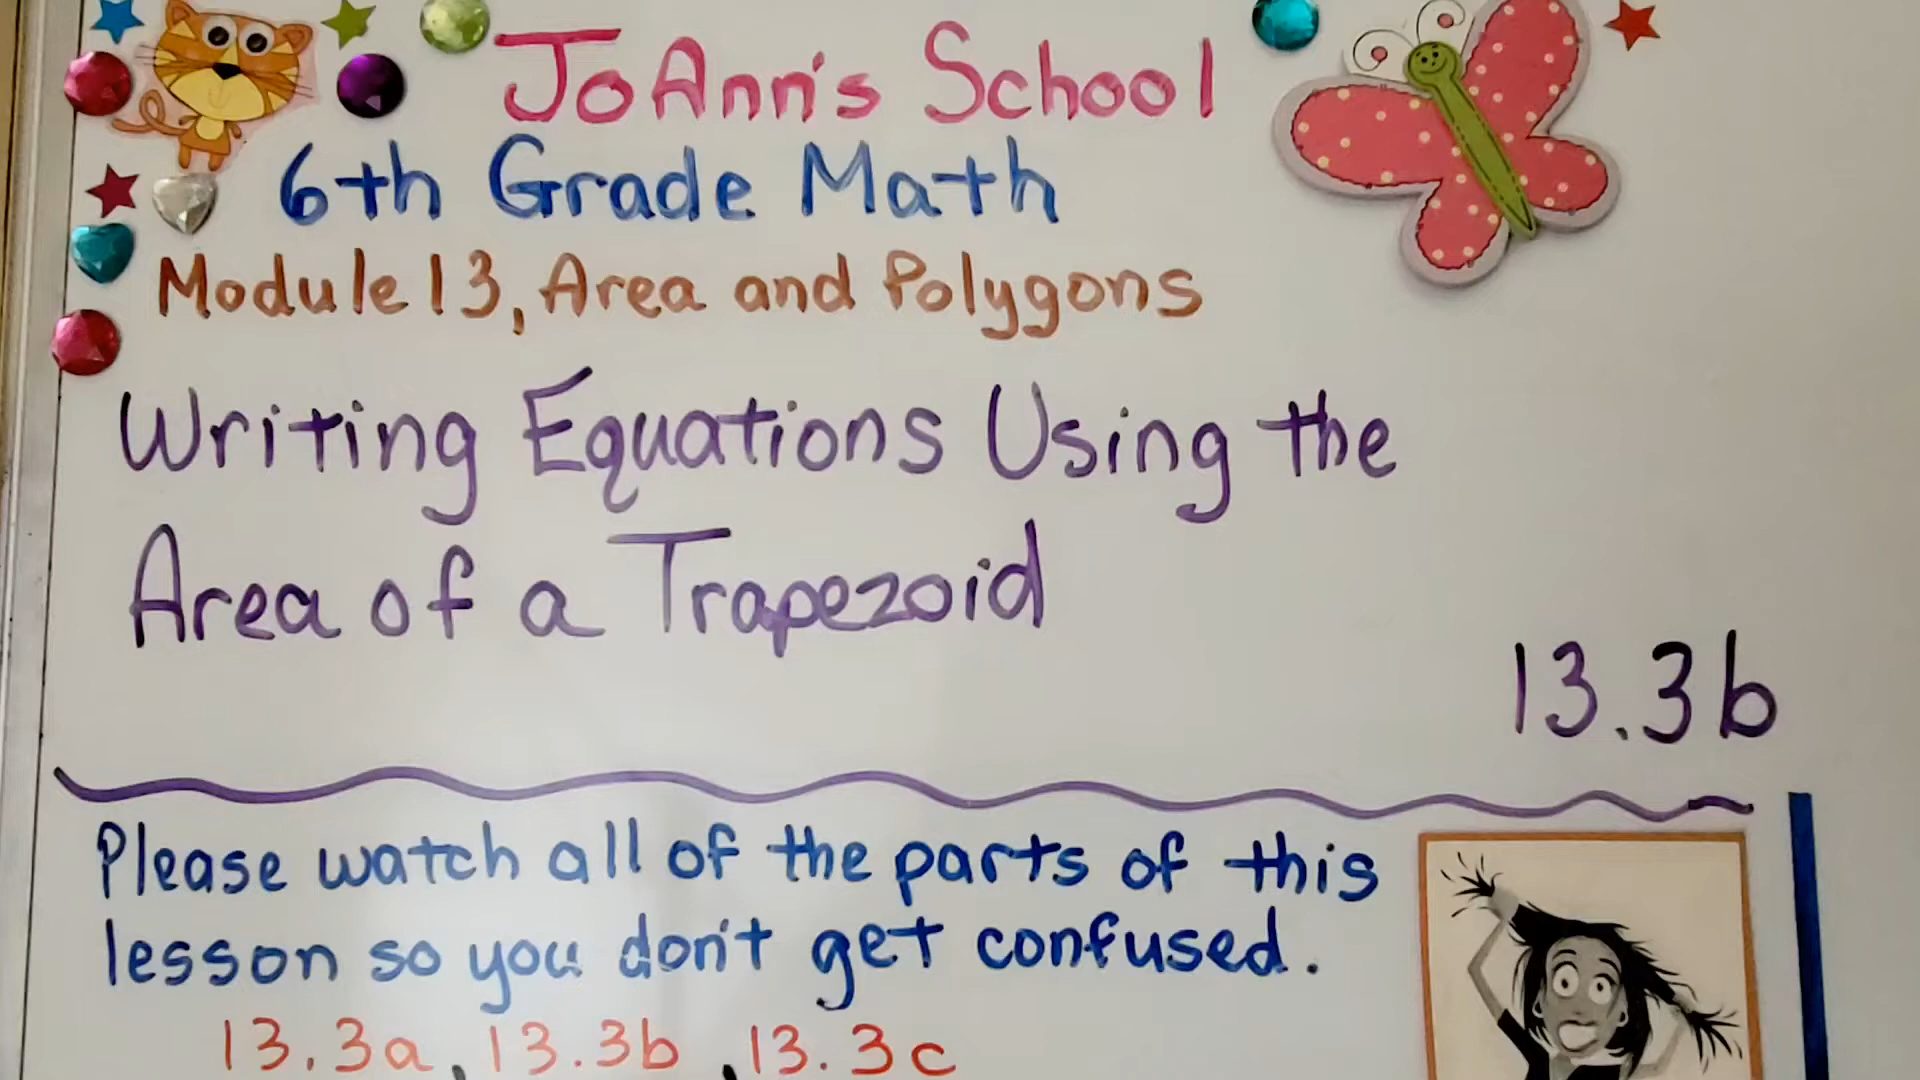 JoAnn's School
6th Grade Math
Module 13, Area and Polygons
Writing Equations Using the
Area of a Trapezoid
13.3b
Please watch all of the parts of this
lesson so you don't get confused.
13.3a, 13.3b, 13.3c